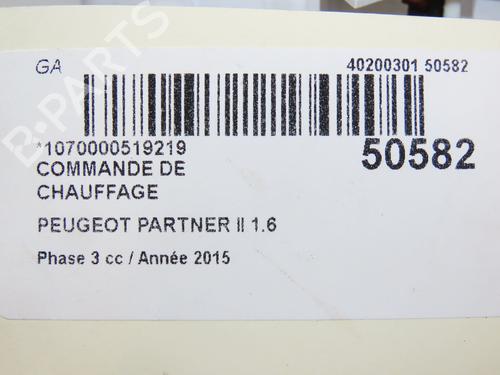 GA
40200301 50582
*1070000519219
50582
COMMANDE DE
CHAUFFAGE
PEUGEOT PARTNER II 1.6
Phase 3 cc / Année 2015
B-PARTS